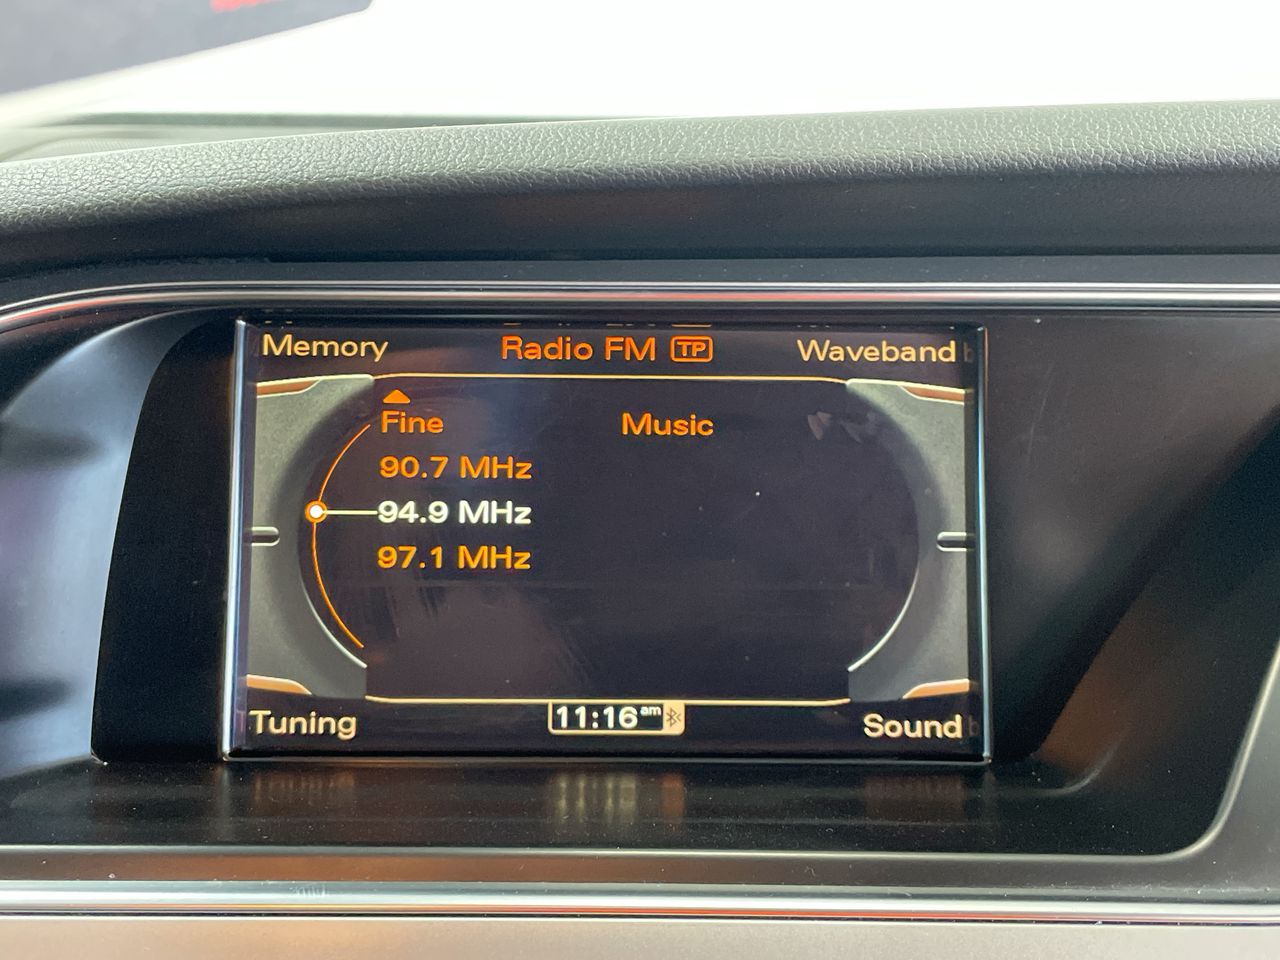 Memory Radio FM TP Waveband
Fine Music
90.7 MHz
94.9 MHz
97.1 MHz
Tuning 11:16 am Sound